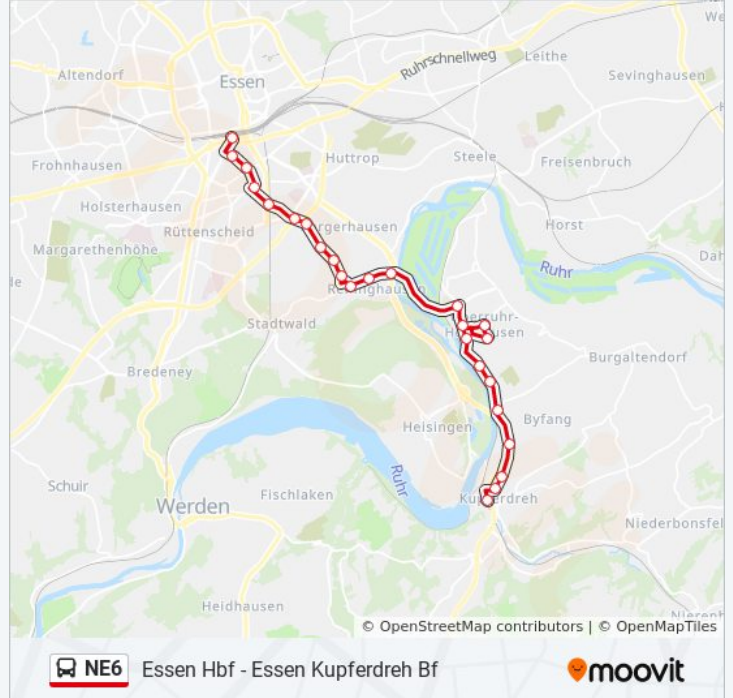 We
Ruhrschnellweg
Leithe
Altendorf
Essen
Sevinghausen
Frohnhausen
Huttrop
Steele
Freisenbruch
Holsterhausen
Rüttenscheid
Horst
Margarethenhöhe
Dah
de
Ruhr
Stadtwald
Burgaltendorf
Bredeney
Heisingen
Byfang
Ruhr
Schuir
Fischlaken
Werden
Niederbonsfel
Heidhausen
© OpenStreetMap contributors | © OpenMapTiles
NE6 Essen Hbf - Essen Kupferdreh Bf
moovit